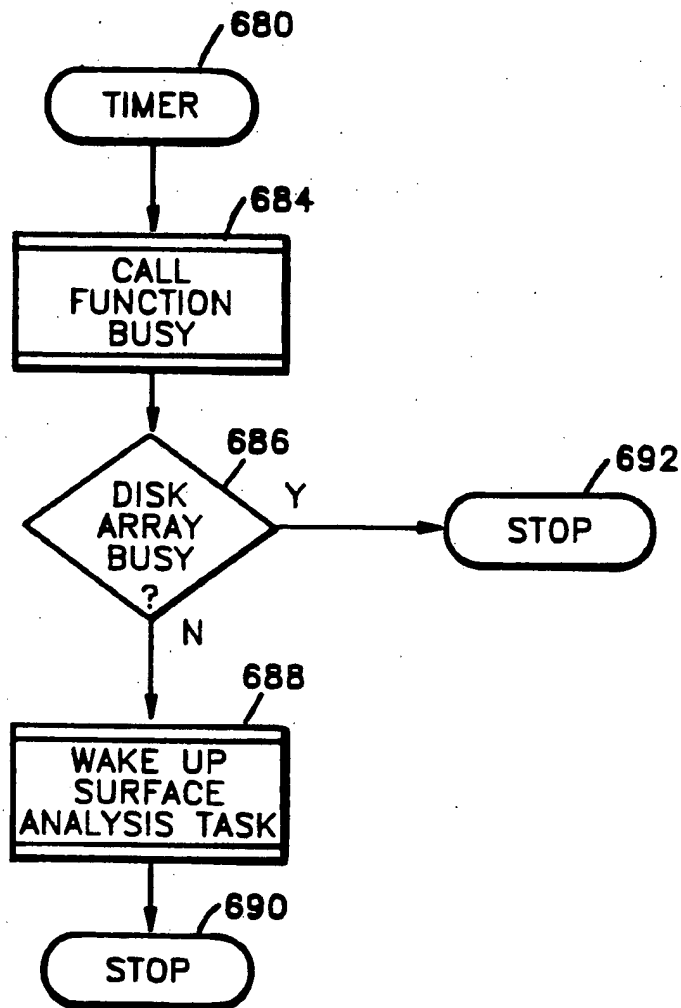 680
TIMER
684
CALL
FUNCTION
BUSY
686
DISK
ARRAY
BUSY
?
Y
692
STOP
N
688
WAKE UP
SURFACE
ANALYSIS TASK
690
STOP